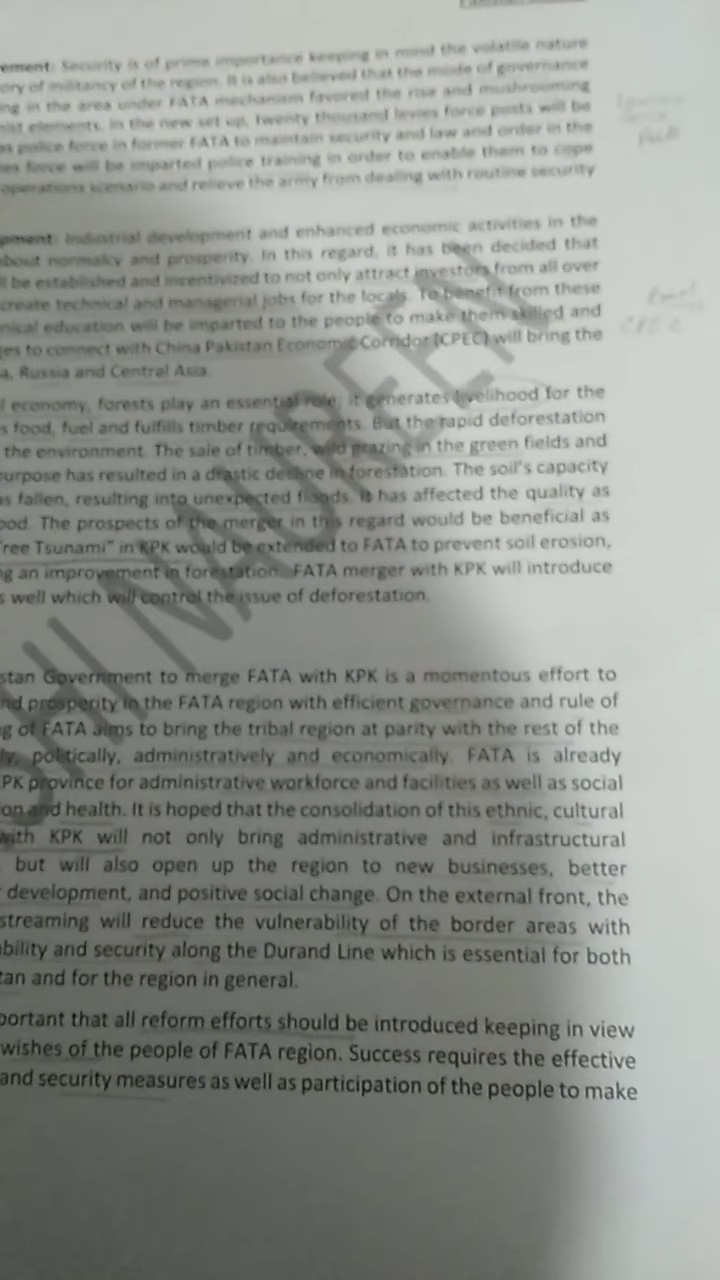 ement: Security is of prime importance keeping in mind the volatile nature
ory of militancy of the region. It is also believed that the mode of governance
ng in the area under FATA mechanism favored the rise and mushrooming
nist elements. In the new set up, twenty thousand levies force posts will be
as police force in former FATA to maintain security and law and order in the
es force will be imparted police training in order to enable them to cope
operations scenario and relieve the army from dealing with routine security
pment: Industrial development and enhanced economic activities in the
about normalcy and prosperity. In this regard, it has been decided that
l be established and incentivized to not only attract investors from all over
create technical and managerial jobs for the locals. To benefit from these
nical education will be imparted to the people to make them skilled and
ges to connect with China Pakistan Economic Corridor (CPEC) will bring the
a, Russia and Central Asia.
l economy, forests play an essential role; it generates livelihood for the
s food, fuel and fulfills timber requirements. But the rapid deforestation
the environment. The sale of timber, wild grazing in the green fields and
purpose has resulted in a drastic decline in forestation. The soil's capacity
as fallen, resulting into unexpected floods. It has affected the quality as
ood. The prospects of the merger in this regard would be beneficial as
ree Tsunami" in KPK would be extended to FATA to prevent soil erosion,
ng an improvement in forestation. FATA merger with KPK will introduce
s well which will control the issue of deforestation.
stan Government to merge FATA with KPK is a momentous effort to
nd prosperity in the FATA region with efficient governance and rule of
g of FATA aims to bring the tribal region at parity with the rest of the
ly, politically, administratively and economically. FATA is already
PK province for administrative workforce and facilities as well as social
on and health. It is hoped that the consolidation of this ethnic, cultural
with KPK will not only bring administrative and infrastructural
but will also open up the region to new businesses, better
development, and positive social change. On the external front, the
streaming will reduce the vulnerability of the border areas with
bility and security along the Durand Line which is essential for both
tan and for the region in general.
portant that all reform efforts should be introduced keeping in view
wishes of the people of FATA region. Success requires the effective
and security measures as well as participation of the people to make
CPEC